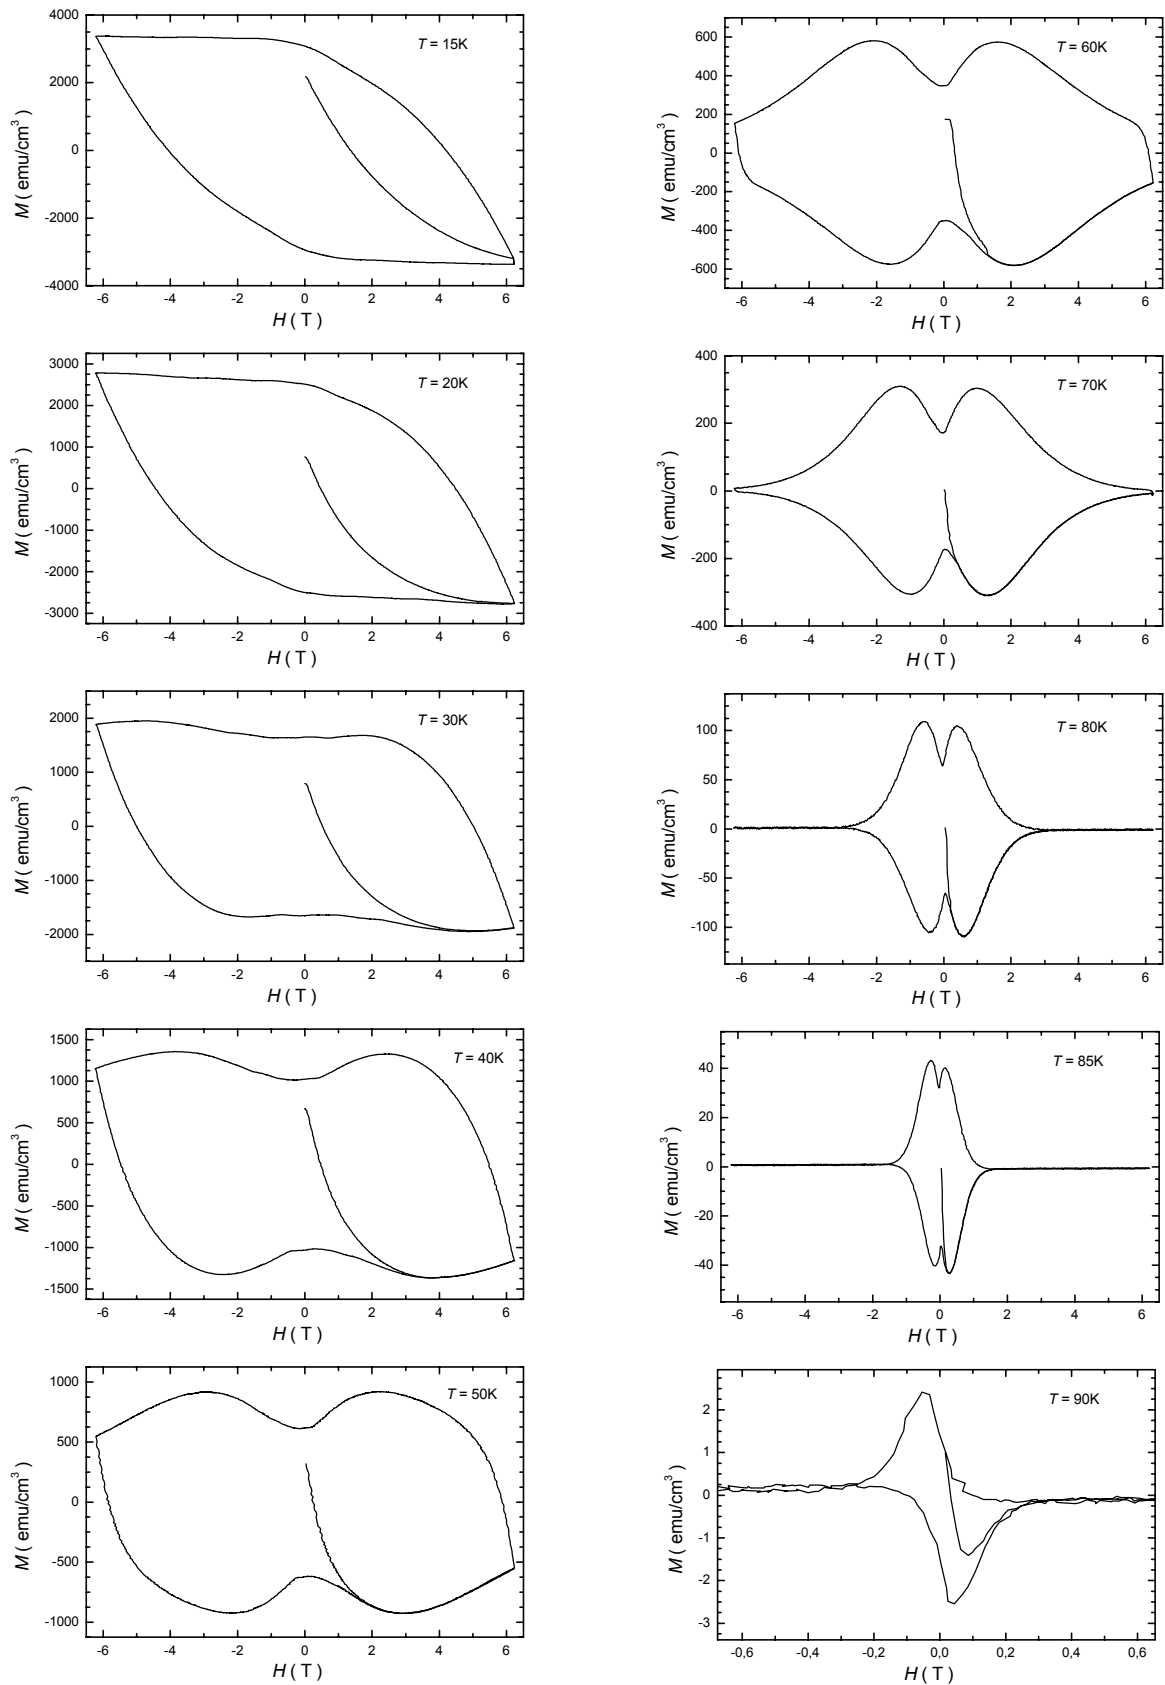 4000
2000
0
-2000
-4000
M ( emu/cm³ )
T = 15K
-6 -4 -2 0 2 4 6
H ( T )
3000
2000
1000
0
-1000
-2000
-3000
M ( emu/cm³ )
T = 20K
-6 -4 -2 0 2 4 6
H ( T )
2000
1000
0
-1000
-2000
M ( emu/cm³ )
T = 30K
-6 -4 -2 0 2 4 6
H ( T )
1500
1000
500
0
-500
-1000
-1500
M ( emu/cm³ )
T = 40K
-6 -4 -2 0 2 4 6
H ( T )
1000
500
0
-500
-1000
M ( emu/cm³ )
T = 50K
-6 -4 -2 0 2 4 6
H ( T )
600
400
200
0
-200
-400
-600
M ( emu/cm³ )
T = 60K
-6 -4 -2 0 2 4 6
H ( T )
400
200
0
-200
-400
M ( emu/cm³ )
T = 70K
-6 -4 -2 0 2 4 6
H ( T )
100
50
0
-50
-100
M ( emu/cm³ )
T = 80K
-6 -4 -2 0 2 4 6
H ( T )
40
20
0
-20
-40
M ( emu/cm³ )
T = 85K
-6 -4 -2 0 2 4 6
H ( T )
2
1
0
-1
-2
-3
M ( emu/cm³ )
T = 90K
-0,6 -0,4 -0,2 0,0 0,2 0,4 0,6
H ( T )